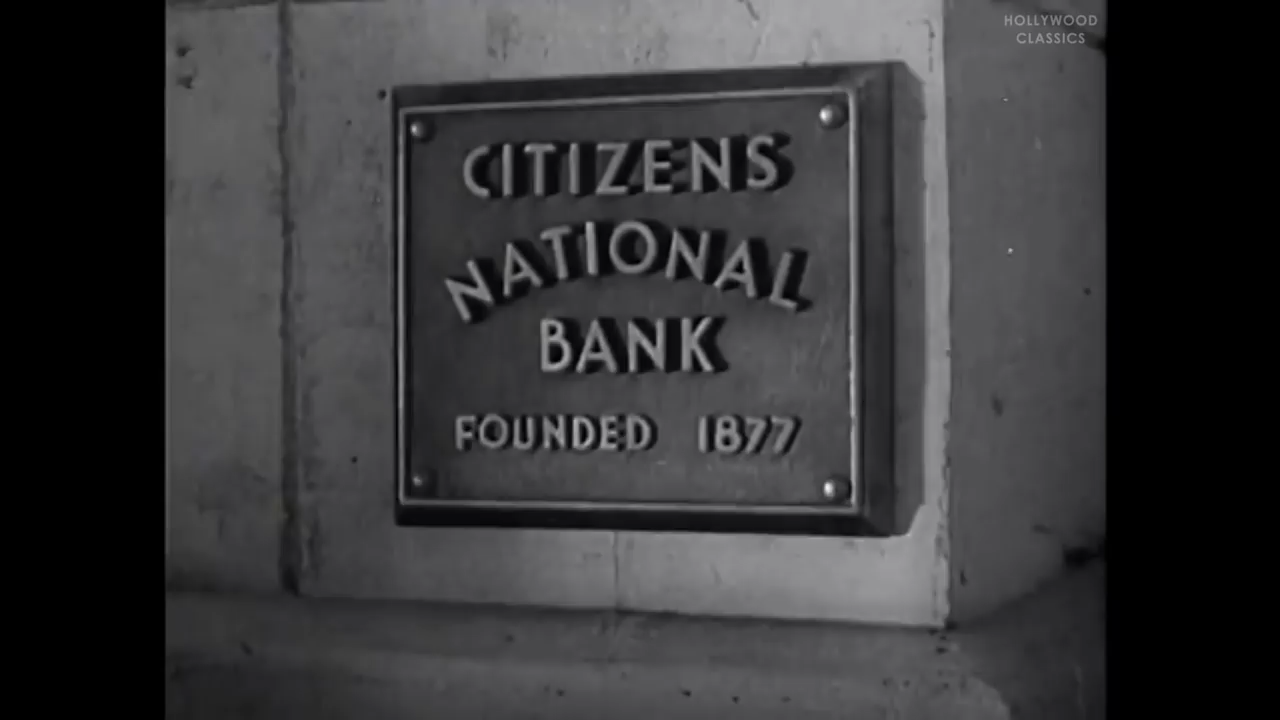 HOLLYWOOD
CLASSICS
CITIZENS
NATIONAL
BANK
FOUNDED 1877